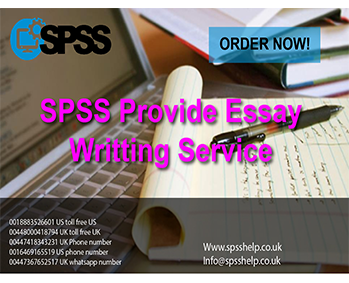 SPSS
ORDER NOW!
SPSS Provide Essay
Writting Service
0018883526601 US toll free US
00448000418794 UK toll free UK
00447418343231 UK Phone number
0016469165519 US phone number
00447367652517 UK whatsapp number
Www.spsshelp.co.uk
Info@spsshelp.co.uk